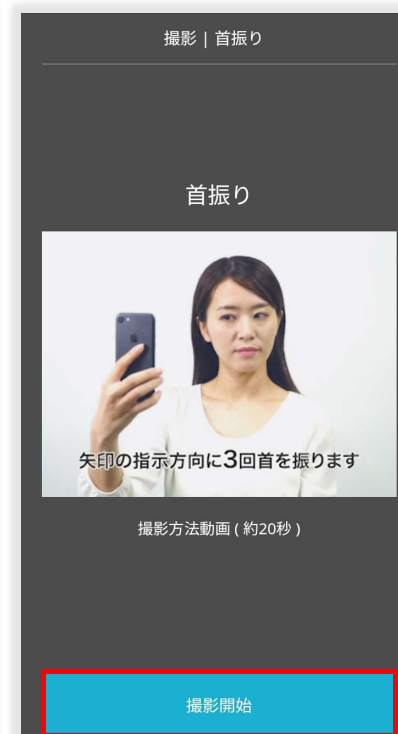 撮影 | 首振り
首振り
矢印の指示方向に3回首を振ります
撮影方法動画 ( 約20秒 )
撮影開始